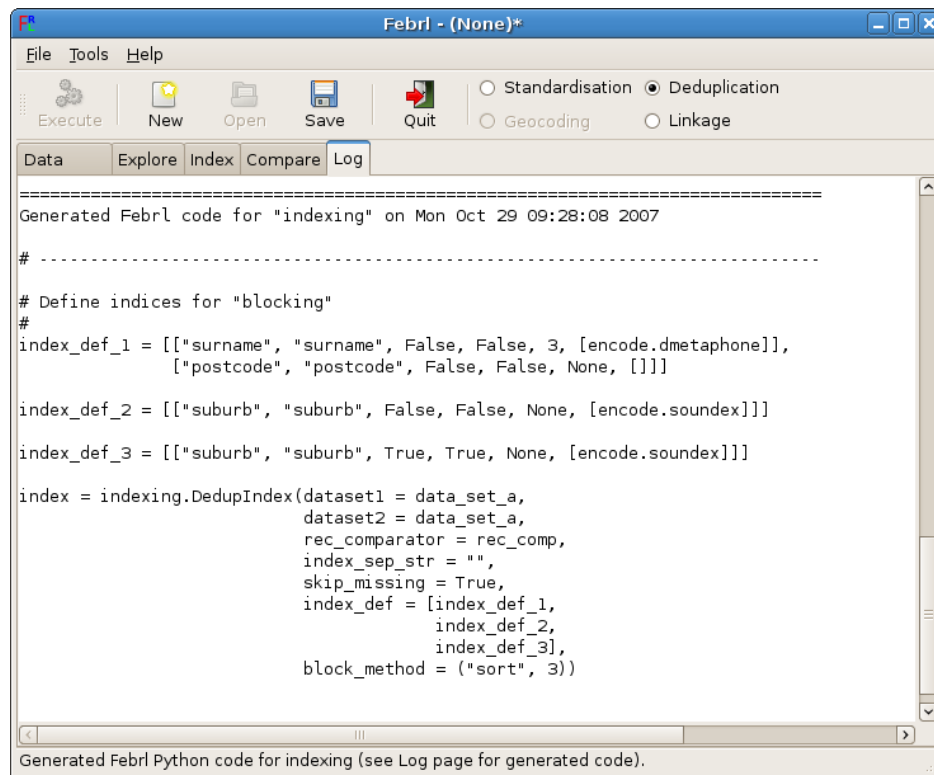 Febrl - (None)*
File Tools Help
Execute New Open Save Quit Standardisation Deduplication Geocoding Linkage
Data Explore Index Compare Log
===============================================================================
Generated Febrl code for "indexing" on Mon Oct 29 09:28:08 2007
# -----------------------------------------------------------------------------
# Define indices for "blocking"
#
index_def_1 = [["surname", "surname", False, False, 3, [encode.dmetaphone]],
               ["postcode", "postcode", False, False, None, []]]
index_def_2 = [["suburb", "suburb", False, False, None, [encode.soundex]]]
index_def_3 = [["suburb", "suburb", True, True, None, [encode.soundex]]]
index = indexing.DedupIndex(dataset1 = data_set_a,
                            dataset2 = data_set_a,
                            rec_comparator = rec_comp,
                            index_sep_str = "",
                            skip_missing = True,
                            index_def = [index_def_1,
                                         index_def_2,
                                         index_def_3],
                            block_method = ("sort", 3))
Generated Febrl Python code for indexing (see Log page for generated code).